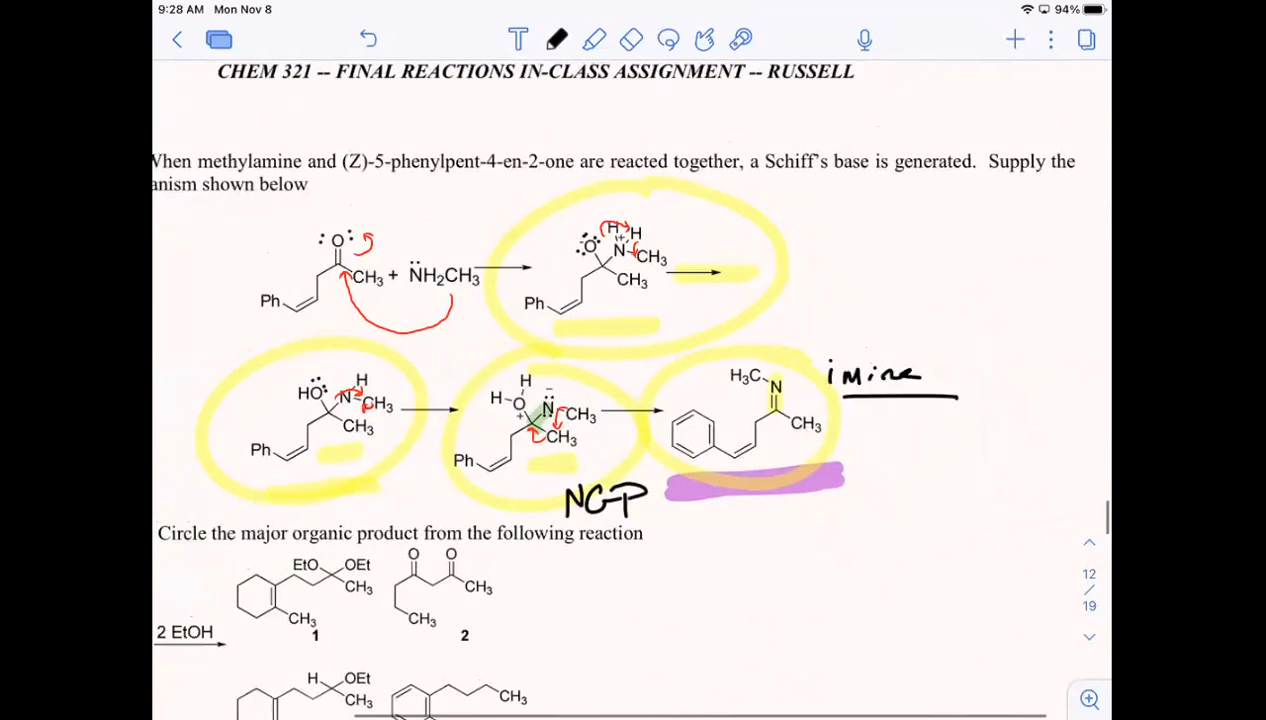 9:28 AM Mon Nov 8
94%
T
CHEM 321 -- FINAL REACTIONS IN-CLASS ASSIGNMENT -- RUSSELL
When methylamine and (Z)-5-phenylpent-4-en-2-one are reacted together, a Schiff's base is generated. Supply the
anism shown below
O
CH3 + NH2CH3
Ph
H
H
O
N
+
CH3
CH3
Ph
H
HO
N
CH3
CH3
Ph
H
H
O
+
N
–
CH3
CH3
Ph
H3C
N
CH3
imine
NGP
Circle the major organic product from the following reaction
EtO OEt
CH3
CH3
1
O O
CH3
CH3
2
2 EtOH
H OEt
CH3
CH3
12
/
19